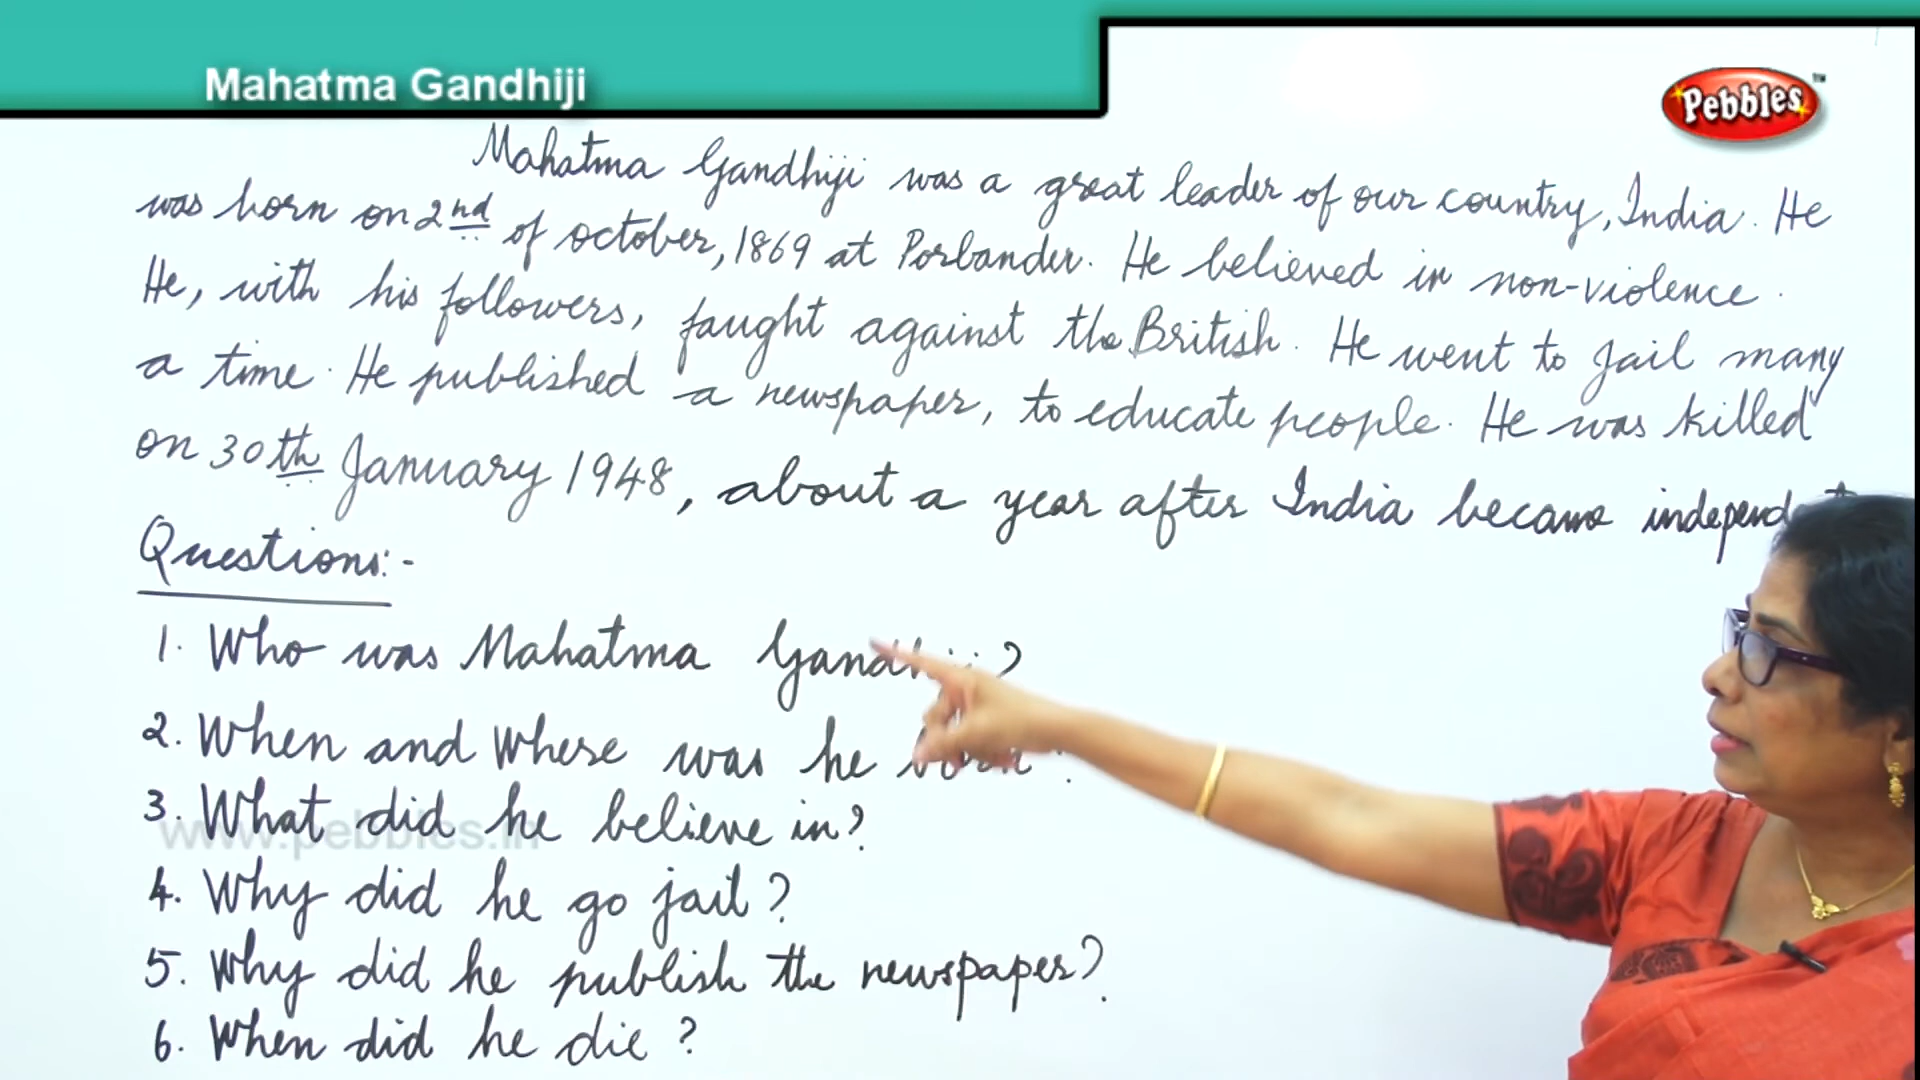 Mahatma Gandhiji
Pebbles TM
Mahatma Gandhiji was a great leader of our country, India. He
was born on 2nd of october, 1869 at Porbander. He believed in non-violence.
He, with his followers, faught against the British. He went to jail many
a time. He published a newspaper, to educate people. He was killed
on 30th January 1948, about a year after India became independ
Questions:-
1. Who was Mahatma Gandhiji?
2. When and where was he born?
3. What did he believe in?
www.pebbles.in
4. Why did he go jail?
5. Why did he publish the newspaper?
6. When did he die?